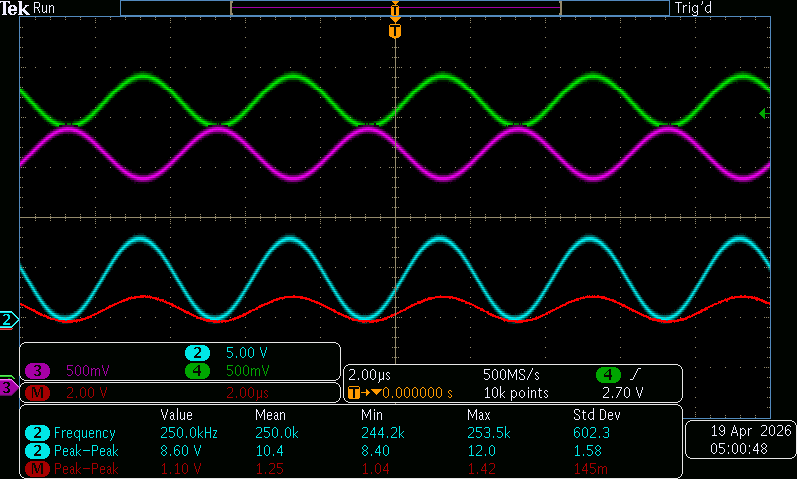 Tek Run Trig'd
T
T
2
3
2 5.00 V
3 500mV 4 500mV
M 2.00 V 2.00µs
2.00µs 500MS/s 4
T→▼0.000000 s 10k points 2.70 V
Value Mean Min Max Std Dev
2 Frequency 250.0kHz 250.0k 244.2k 253.5k 602.3
2 Peak-Peak 8.60 V 10.4 8.40 12.0 1.58
M Peak-Peak 1.10 V 1.25 1.04 1.42 145m
19 Apr 2026
05:00:48